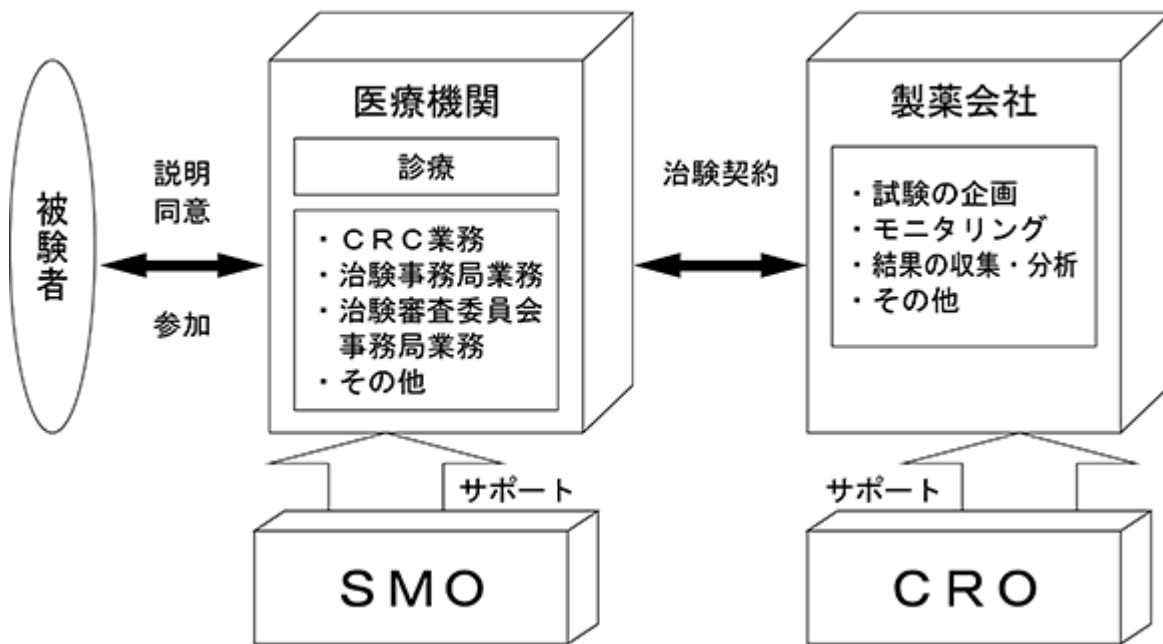 被験者
説明
同意
参加
医療機関
診療
・ＣＲＣ業務
・治験事務局業務
・治験審査委員会
事務局業務
・その他
治験契約
製薬会社
・試験の企画
・モニタリング
・結果の収集・分析
・その他
サポート
ＳＭＯ
サポート
ＣＲＯ